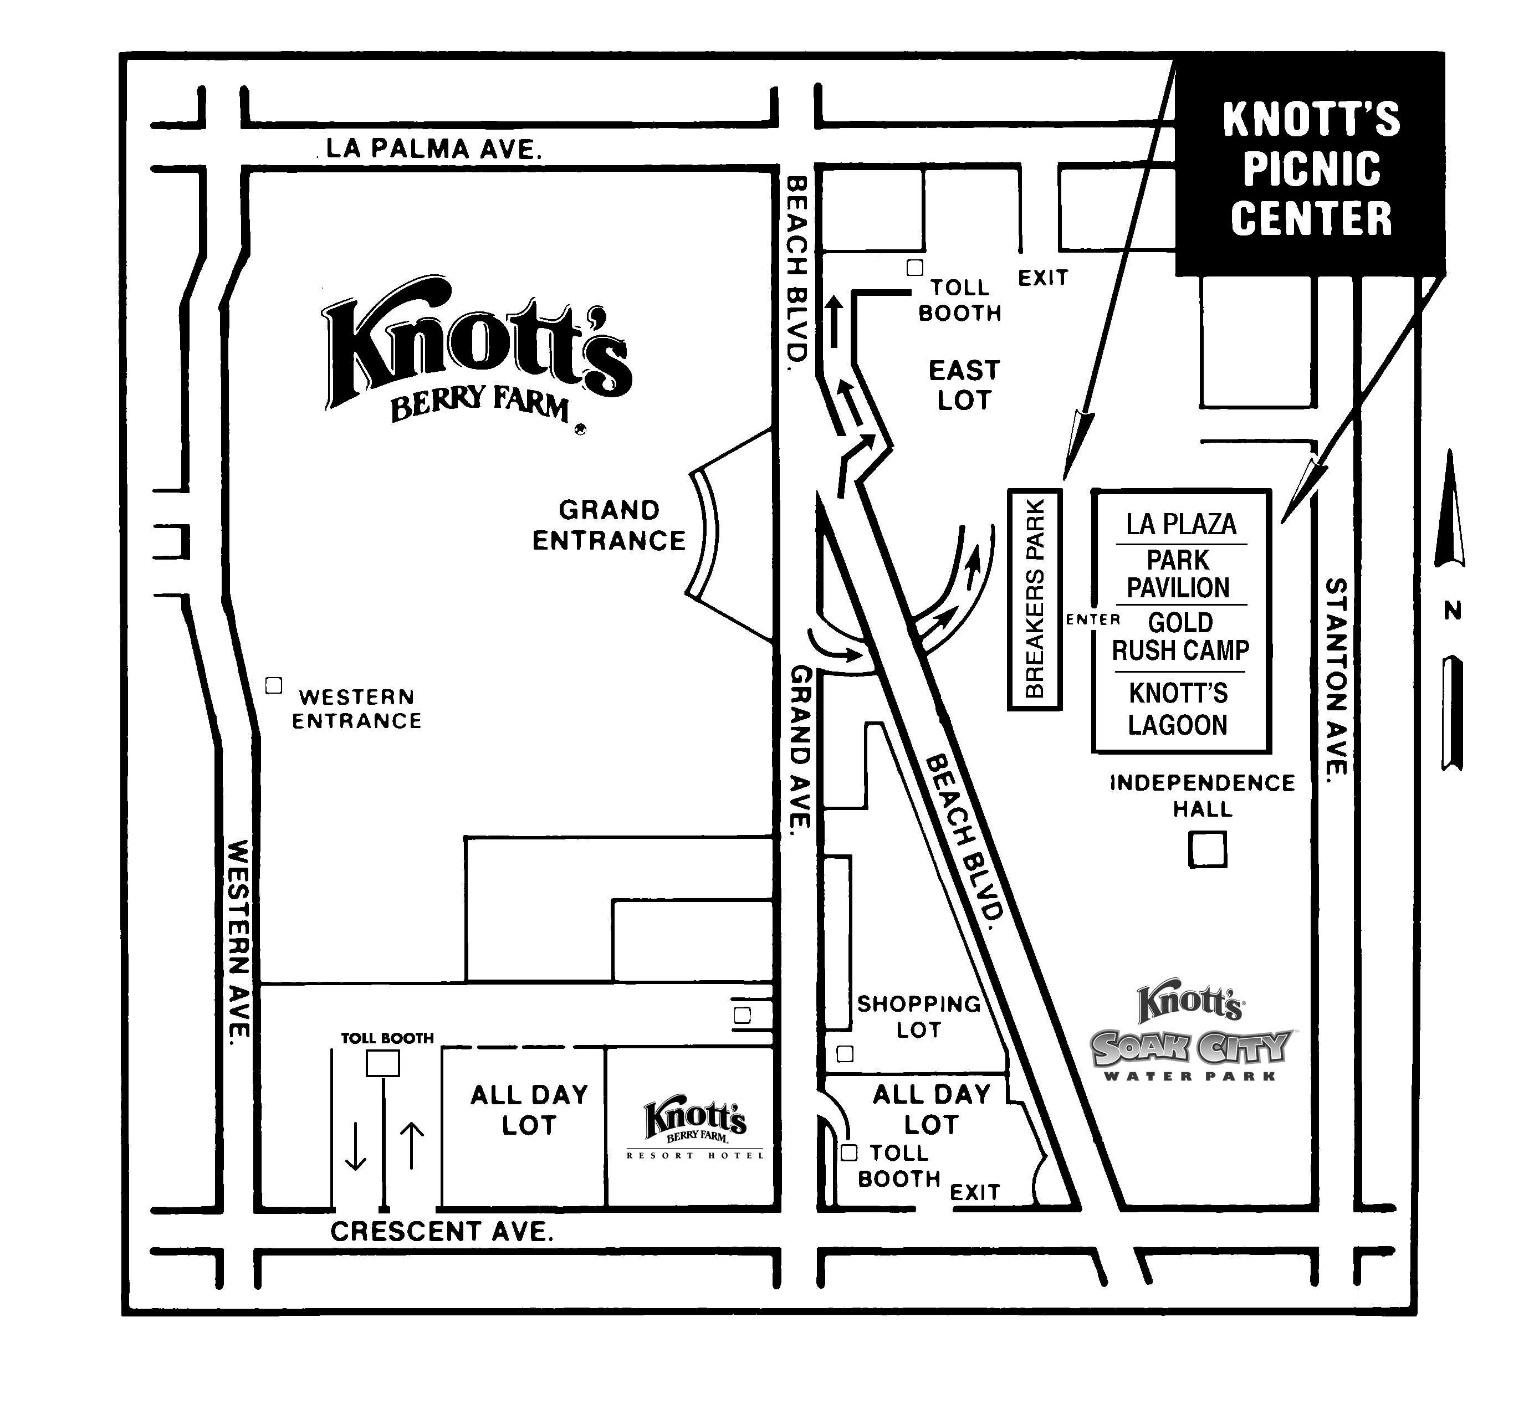 KNOTT'S
PICNIC
CENTER
LA PALMA AVE.
BEACH BLVD.
TOLL
BOOTH
EXIT
EAST
LOT
Knott's
BERRY FARM
®
GRAND
ENTRANCE
BREAKERS PARK
ENTER
LA PLAZA
PARK
PAVILION
GOLD
RUSH CAMP
KNOTT'S
LAGOON
STANTON AVE.
N
WESTERN
ENTRANCE
GRAND AVE.
BEACH BLVD.
INDEPENDENCE
HALL
WESTERN AVE.
SHOPPING
LOT
Knott's
SOAK CITY
WATER PARK
TOLL BOOTH
ALL DAY
LOT
Knott's
BERRY FARM
RESORT HOTEL
ALL DAY
LOT
TOLL
BOOTH
EXIT
CRESCENT AVE.